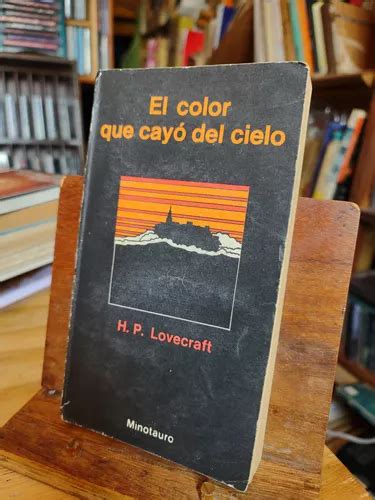 El color
que cayó del cielo
H. P. Lovecraft
Minotauro